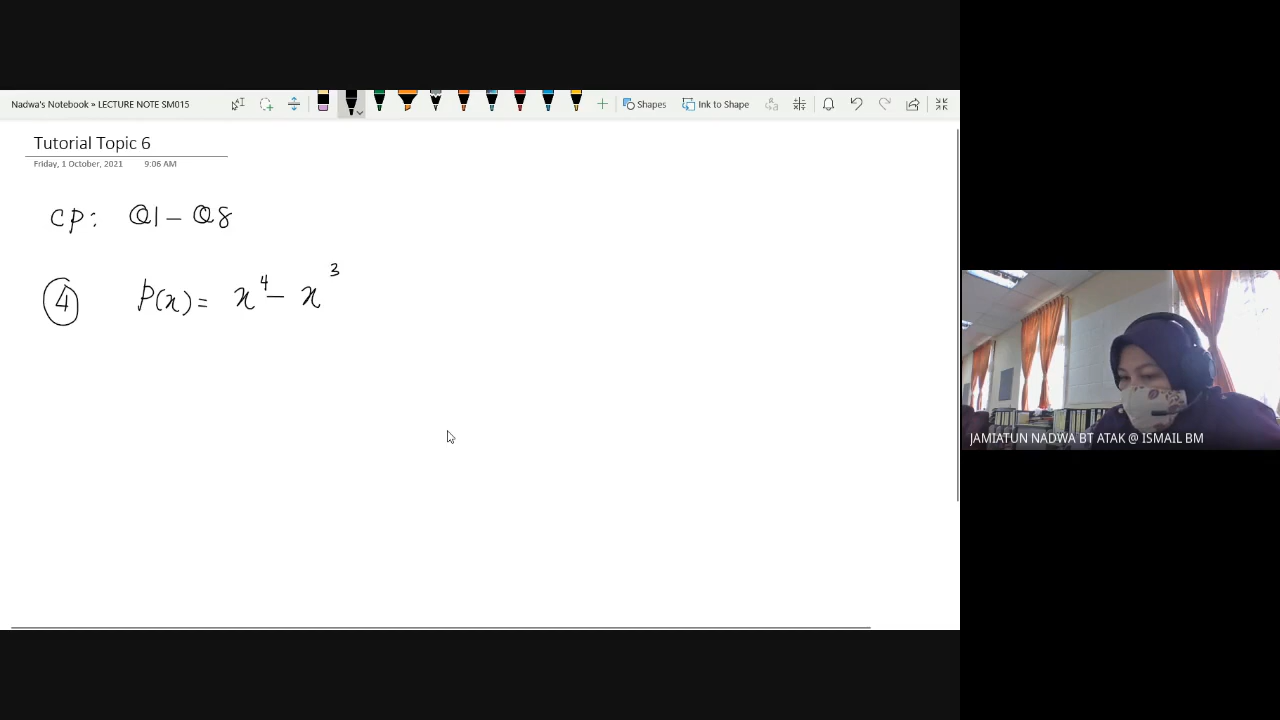 Nadwa's Notebook » LECTURE NOTE SM015
Shapes
Ink to Shape
Tutorial Topic 6
Friday, 1 October, 2021 9:06 AM
CP: Q1 – Q8
④ P(x) = x⁴ – x³
JAMIATUN NADWA BT ATAK @ ISMAIL BM